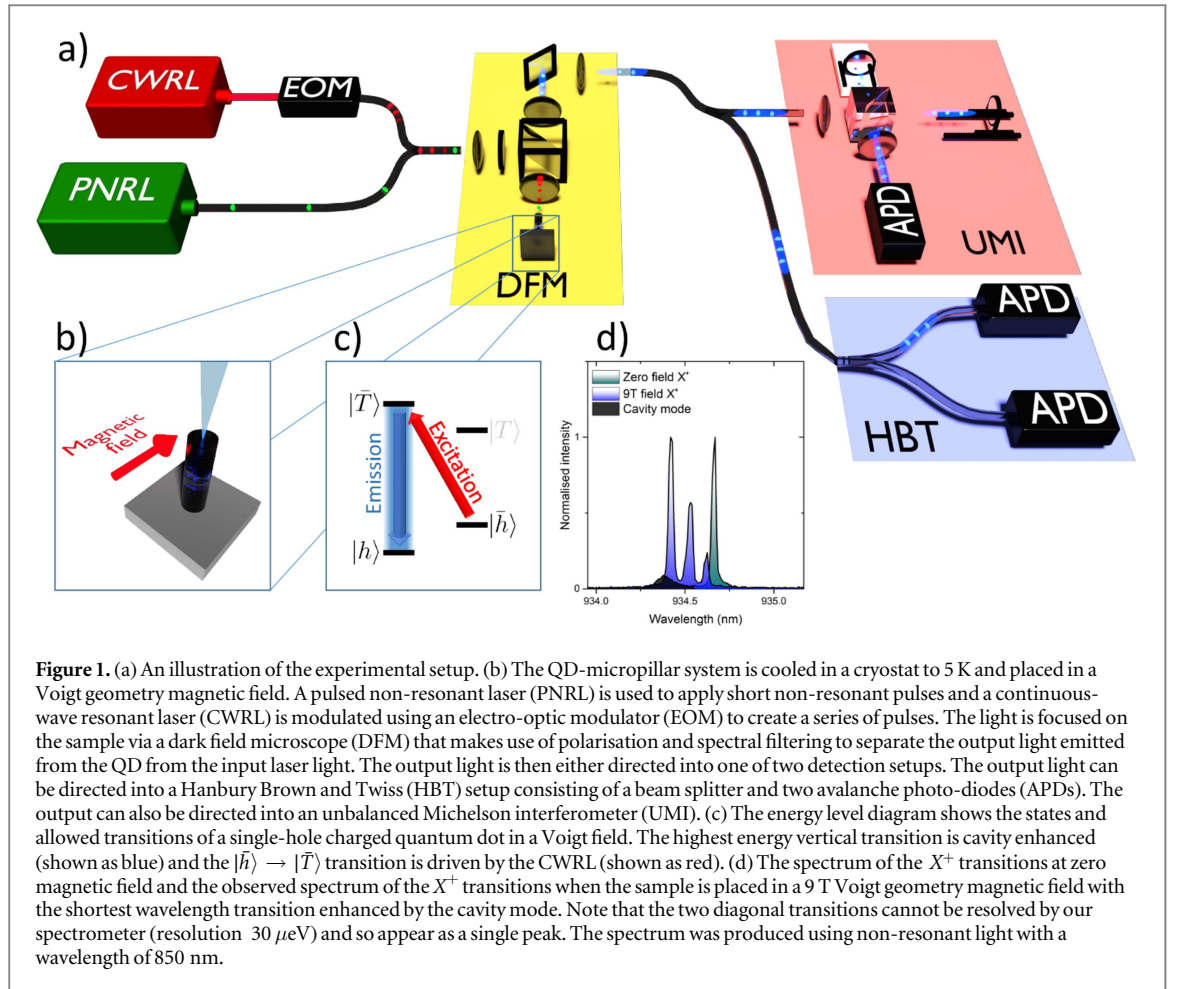 a)
CWRL
EOM
PNRL
DFM
APD
UMI
APD
APD
HBT
b)
Magnetic
field
c)
|T̄⟩
|T⟩
Emission
Excitation
|h̄⟩
|h⟩
d)
Zero field X⁺
9T field X⁺
Cavity mode
Normalised intensity
1
0
934.0
934.5
935.0
Wavelength (nm)
Figure 1. (a) An illustration of the experimental setup. (b) The QD-micropillar system is cooled in a cryostat to 5 K and placed in a
Voigt geometry magnetic field. A pulsed non-resonant laser (PNRL) is used to apply short non-resonant pulses and a continuous-
wave resonant laser (CWRL) is modulated using an electro-optic modulator (EOM) to create a series of pulses. The light is focused on
the sample via a dark field microscope (DFM) that makes use of polarisation and spectral filtering to separate the output light emitted
from the QD from the input laser light. The output light is then either directed into one of two detection setups. The output light can
be directed into a Hanbury Brown and Twiss (HBT) setup consisting of a beam splitter and two avalanche photo-diodes (APDs). The
output can also be directed into an unbalanced Michelson interferometer (UMI). (c) The energy level diagram shows the states and
allowed transitions of a single-hole charged quantum dot in a Voigt field. The highest energy vertical transition is cavity enhanced
(shown as blue) and the |h̄⟩ → |T̄⟩ transition is driven by the CWRL (shown as red). (d) The spectrum of the X⁺ transitions at zero
magnetic field and the observed spectrum of the X⁺ transitions when the sample is placed in a 9 T Voigt geometry magnetic field with
the shortest wavelength transition enhanced by the cavity mode. Note that the two diagonal transitions cannot be resolved by our
spectrometer (resolution 30 μeV) and so appear as a single peak. The spectrum was produced using non-resonant light with a
wavelength of 850 nm.